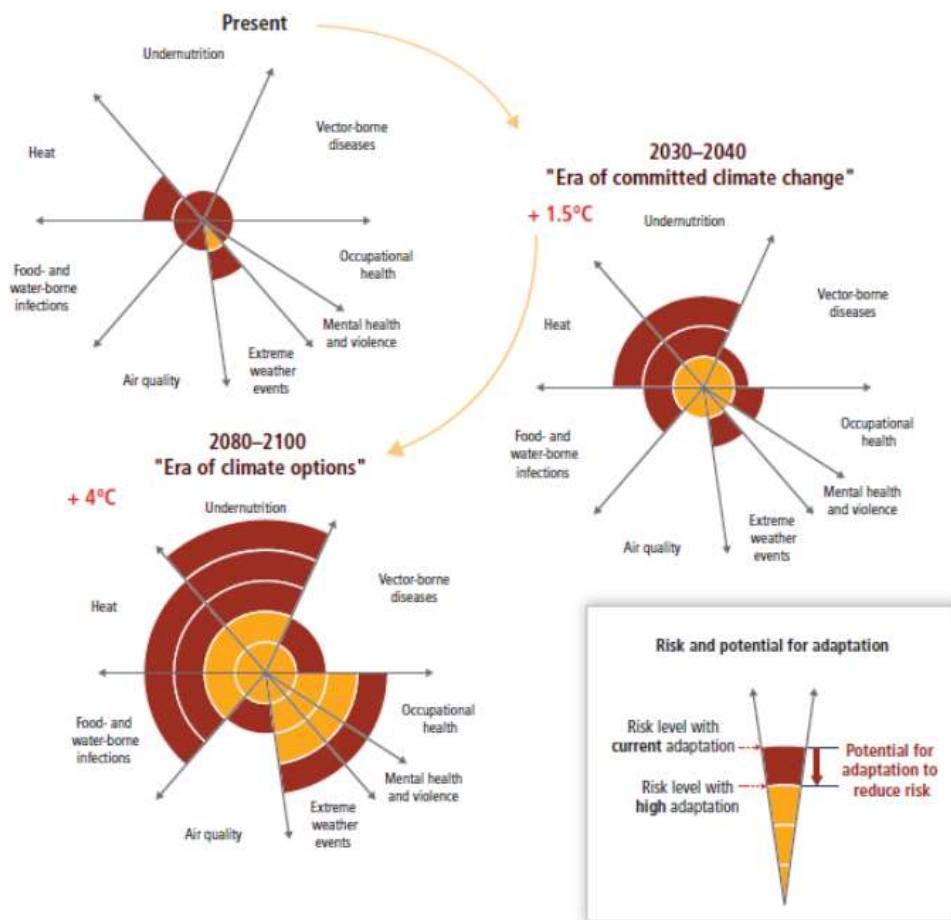 Present
Undernutrition
Vector-borne
diseases
Heat
Occupational
health
Food- and
water-borne
infections
Mental health
and violence
Extreme
weather
events
Air quality
2030–2040
"Era of committed climate change"
+ 1.5ºC
Undernutrition
Vector-borne
diseases
Heat
Occupational
health
Food- and
water-borne
infections
Mental health
and violence
Extreme
weather
events
Air quality
2080–2100
"Era of climate options"
+ 4ºC
Undernutrition
Vector-borne
diseases
Heat
Occupational
health
Food- and
water-borne
infections
Mental health
and violence
Extreme
weather
events
Air quality
Risk and potential for adaptation
Risk level with
current adaptation
Risk level with
high adaptation
Potential for
adaptation to
reduce risk